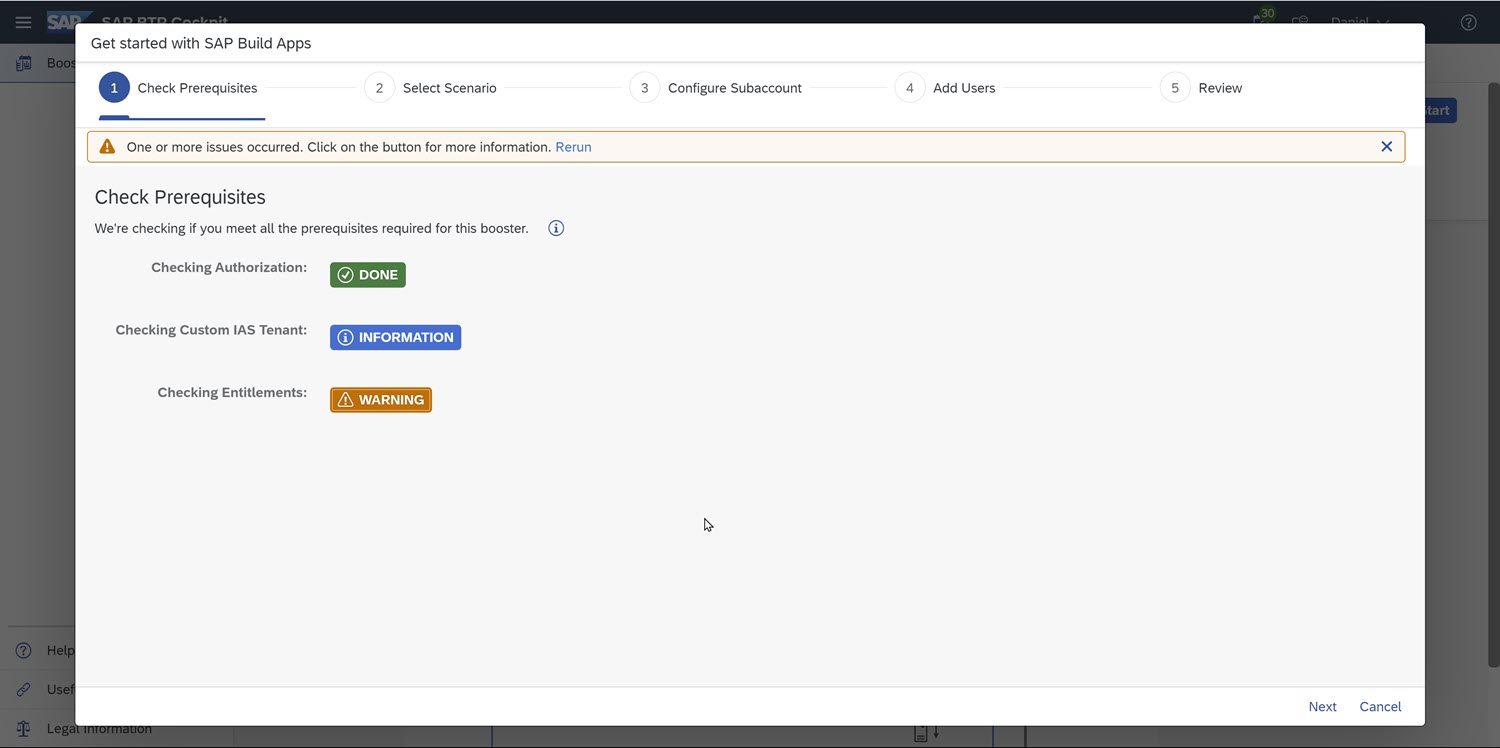 SAP SAP BTP Cockpit
30
Daniel
Get started with SAP Build Apps
1 Check Prerequisites 2 Select Scenario 3 Configure Subaccount 4 Add Users 5 Review
One or more issues occurred. Click on the button for more information. Rerun
Boos
Start
Check Prerequisites
We're checking if you meet all the prerequisites required for this booster.
Checking Authorization: DONE
Checking Custom IAS Tenant: INFORMATION
Checking Entitlements: WARNING
Help
Usef
Legal Information
Next Cancel